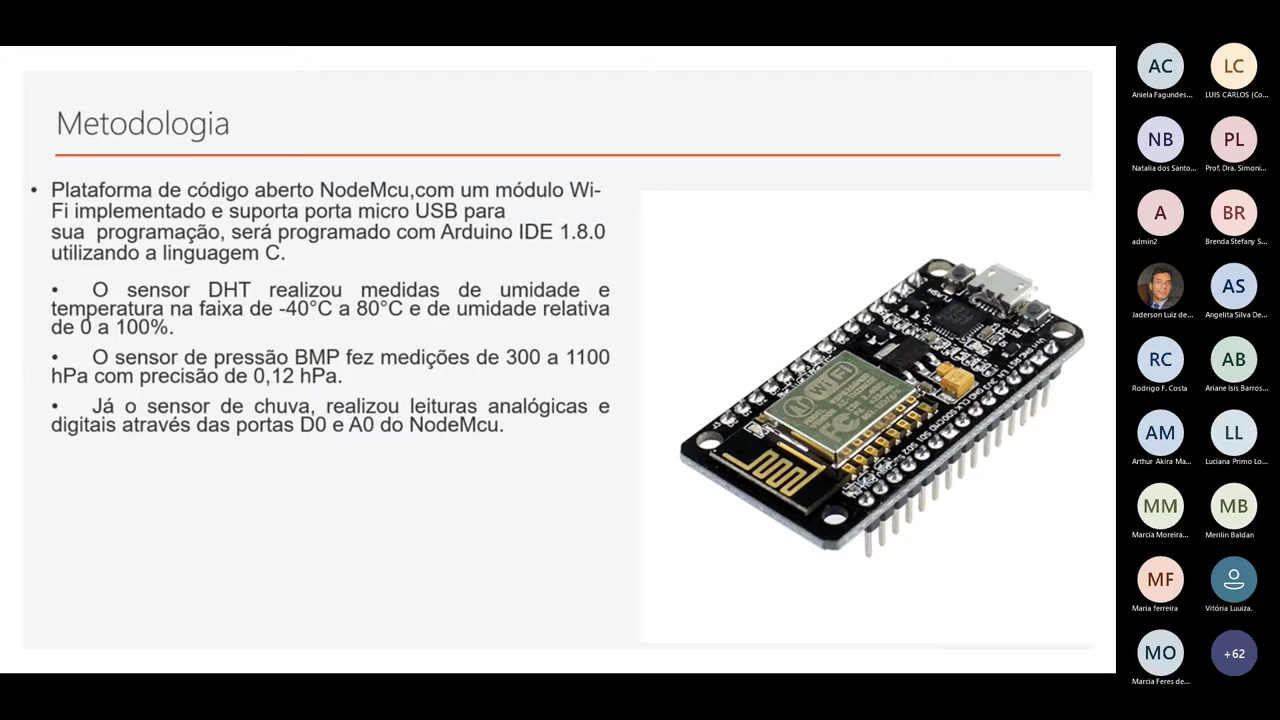 Metodologia
• Plataforma de código aberto NodeMcu,com um módulo Wi-
Fi implementado e suporta porta micro USB para
sua programação, será programado com Arduino IDE 1.8.0
utilizando a linguagem C.
• O sensor DHT realizou medidas de umidade e
temperatura na faixa de -40°C a 80°C e de umidade relativa
de 0 a 100%.
• O sensor de pressão BMP fez medições de 300 a 1100
hPa com precisão de 0,12 hPa.
• Já o sensor de chuva, realizou leituras analógicas e
digitais através das portas D0 e A0 do NodeMcu.
WiFi
AC
LC
Aniela Fagundes...
LUIS CARLOS (Co...
NB
PL
Natalia dos Santo...
Prof. Dra. Simoni...
A
BR
admin2
Brenda Stefany S...
AS
Jaderson Luiz de...
Angelita Silva De...
RC
AB
Rodrigo F. Costa
Ariane Isis Barros...
AM
LL
Arthur Akira Ma...
Luciana Primo Lo...
MM
MB
Marcia Moreira...
Merilin Baldan
MF
Maria ferreira
Vitória Luuiza.
MO
+62
Marcia Feres de...